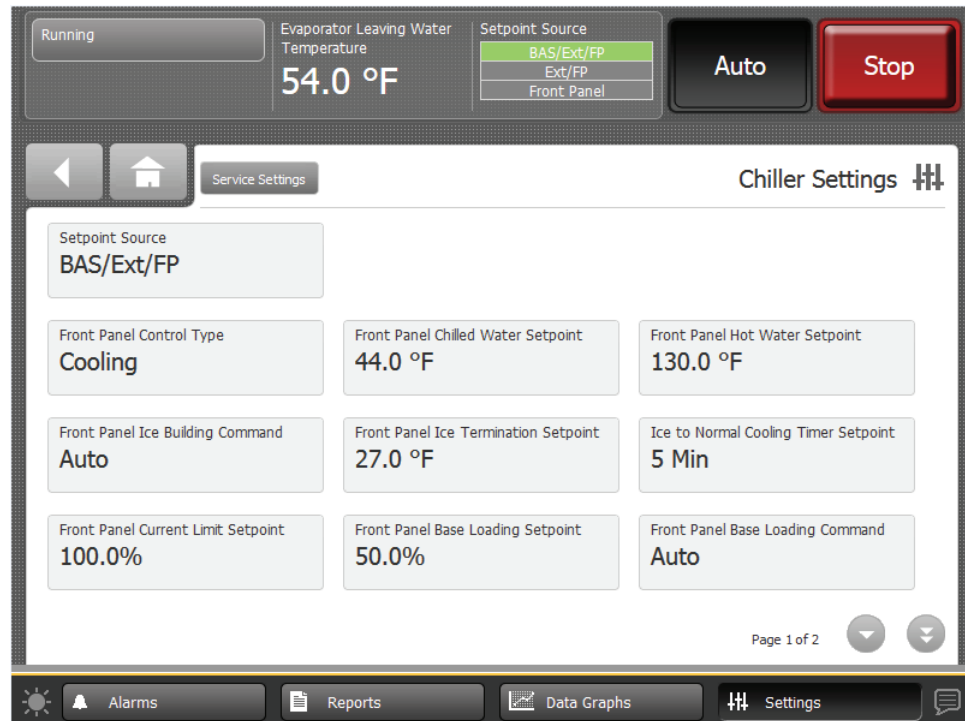 Running
Evaporator Leaving Water
Temperature
54.0 °F
Setpoint Source
BAS/Ext/FP
Ext/FP
Front Panel
Auto
Stop
Service Settings
Chiller Settings
Setpoint Source
BAS/Ext/FP
Front Panel Control Type
Cooling
Front Panel Chilled Water Setpoint
44.0 °F
Front Panel Hot Water Setpoint
130.0 °F
Front Panel Ice Building Command
Auto
Front Panel Ice Termination Setpoint
27.0 °F
Ice to Normal Cooling Timer Setpoint
5 Min
Front Panel Current Limit Setpoint
100.0%
Front Panel Base Loading Setpoint
50.0%
Front Panel Base Loading Command
Auto
Page 1 of 2
Alarms
Reports
Data Graphs
Settings